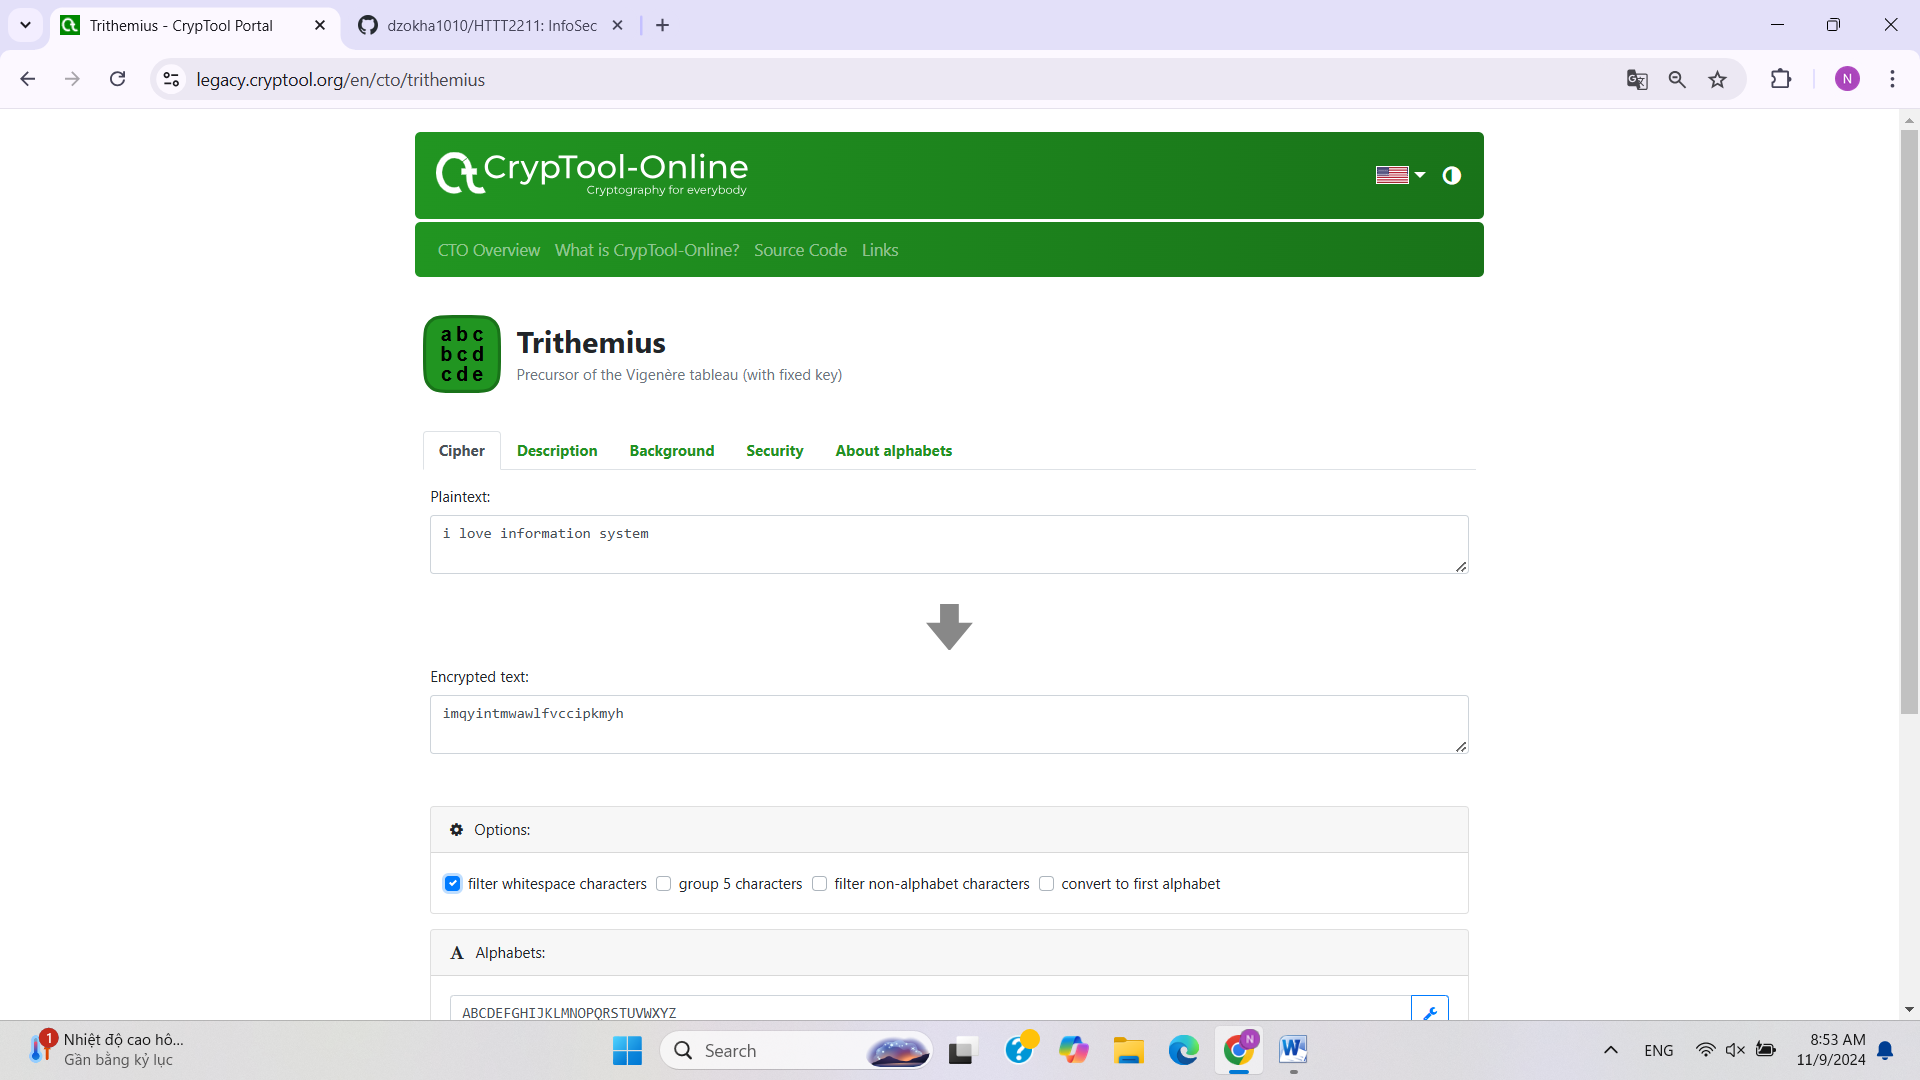 Trithemius - CrypTool Portal
dzokha1010/HTTT2211: InfoSec
legacy.cryptool.org/en/cto/trithemius
N
CrypTool-Online
Cryptography for everybody
CTO Overview What is CrypTool-Online? Source Code Links
a b c
b c d
c d e
Trithemius
Precursor of the Vigenère tableau (with fixed key)
Cipher Description Background Security About alphabets
Plaintext:
i love information system
Encrypted text:
imqyintmwawlfvccipkmyh
Options:
filter whitespace characters group 5 characters filter non-alphabet characters convert to first alphabet
A Alphabets:
ABCDEFGHIJKLMNOPQRSTUVWXYZ
1
Nhiệt độ cao hô...
Gần bằng kỷ lục
Search
N
W
ENG
8:53 AM
11/9/2024